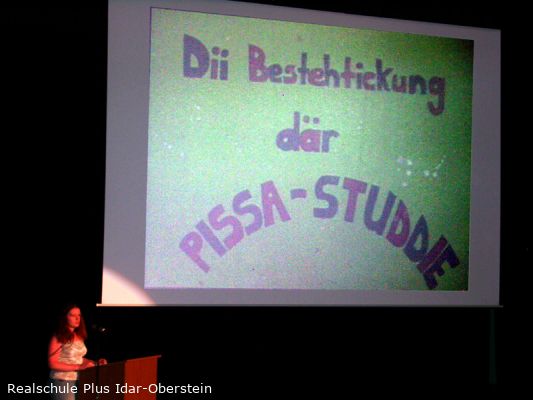 Dii Bestehtickung
där
PISSA-STUDDIE
Realschule Plus Idar-Oberstein